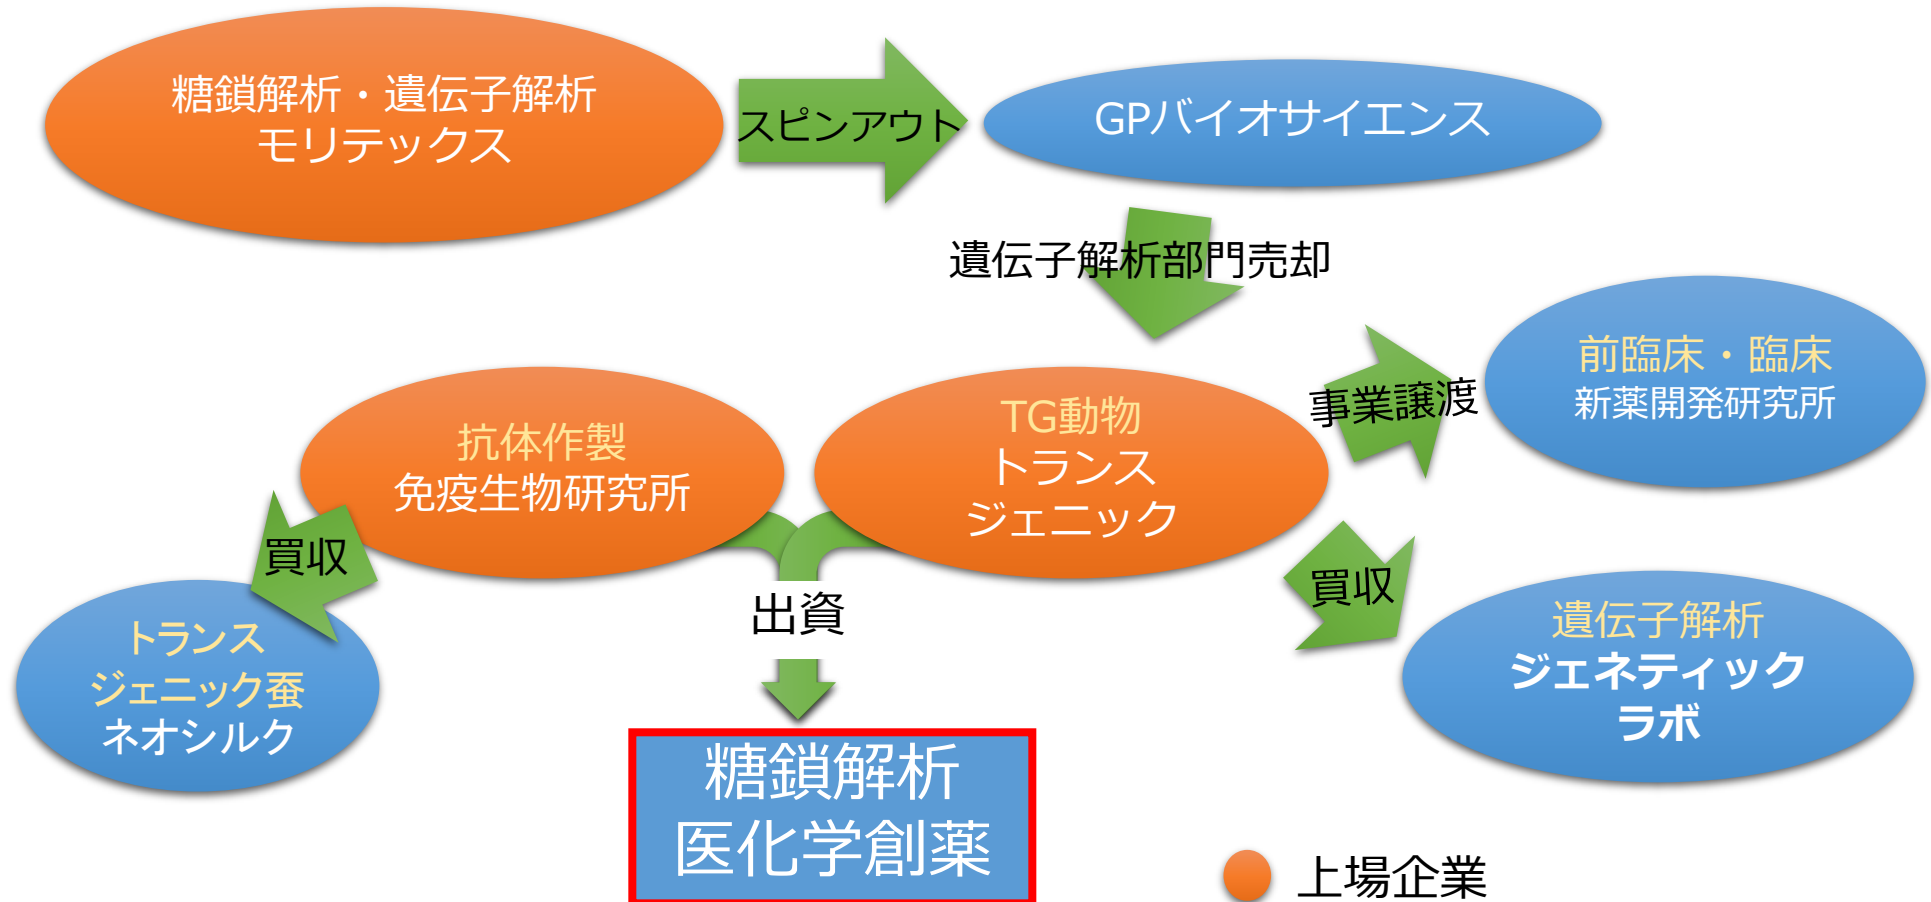 糖鎖解析・遺伝子解析
モリテックス
スピンアウト
GPバイオサイエンス
遺伝子解析部門売却
前臨床・臨床
新薬開発研究所
事業譲渡
TG動物
トランス
ジェニック
抗体作製
免疫生物研究所
買収
買収
出資
トランス
ジェニック蚕
ネオシルク
遺伝子解析
ジェネティック
ラボ
糖鎖解析
医化学創薬
上場企業